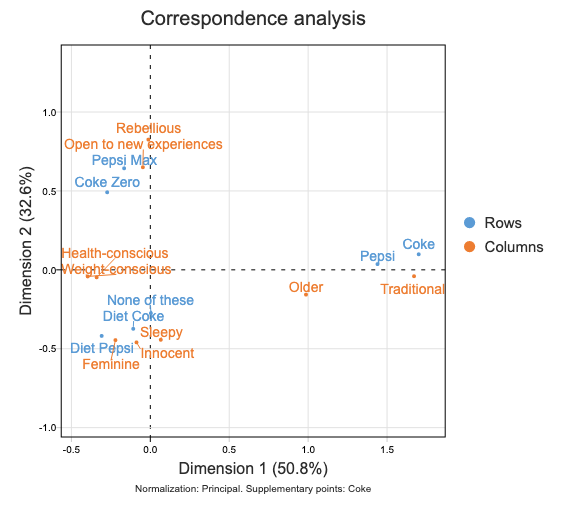 Correspondence analysis
Rebellious
Open to new experiences
Pepsi Max
Coke Zero
Health-conscious
Weight-conscious
Coke
Pepsi
Older
Traditional
None of these
Diet Coke
Sleepy
Diet Pepsi
Innocent
Feminine
1.0
0.5
0.0
-0.5
-1.0
-0.5
0.0
0.5
1.0
1.5
Dimension 2 (32.6%)
Dimension 1 (50.8%)
Normalization: Principal. Supplementary points: Coke
Rows
Columns